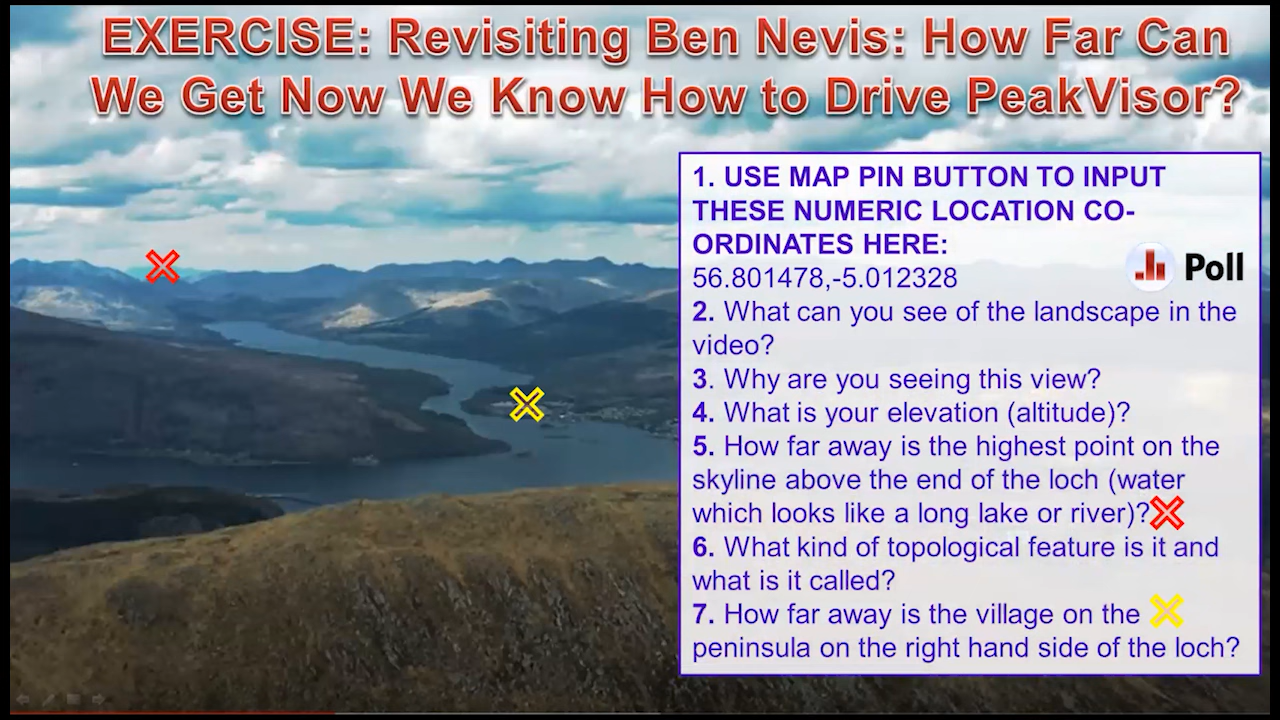 EXERCISE: Revisiting Ben Nevis: How Far Can
We Get Now We Know How to Drive PeakVisor?
1. USE MAP PIN BUTTON TO INPUT
THESE NUMERIC LOCATION CO-
ORDINATES HERE:
56.801478,-5.012328
Poll
2. What can you see of the landscape in the
video?
3. Why are you seeing this view?
4. What is your elevation (altitude)?
5. How far away is the highest point on the
skyline above the end of the loch (water
which looks like a long lake or river)?
6. What kind of topological feature is it and
what is it called?
7. How far away is the village on the
peninsula on the right hand side of the loch?